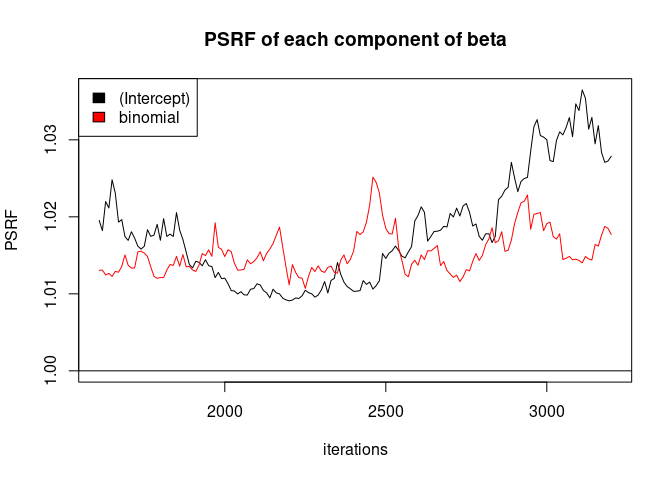 PSRF of each component of beta
(Intercept)
binomial
PSRF
1.03
1.02
1.01
1.00
2000
2500
3000
iterations